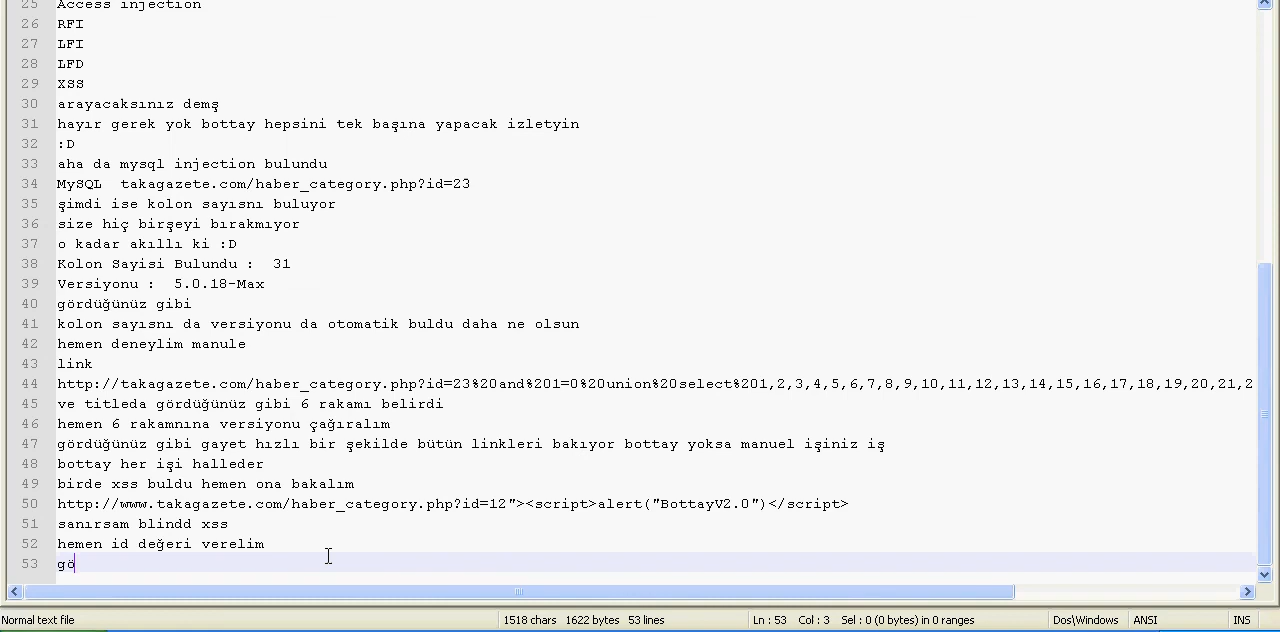 25 Access injection
26 RFI
27 LFI
28 LFD
29 XSS
30 arayacaksınız demş
31 hayır gerek yok bottay hepsini tek başına yapacak izletyin
32 :D
33 aha da mysql injection bulundu
34 MySQL  takagazete.com/haber_category.php?id=23
35 şimdi ise kolon sayısnı buluyor
36 size hiç birşeyi bırakmıyor
37 o kadar akıllı ki :D
38 Kolon Sayisi Bulundu :  31
39 Versiyonu :  5.0.18-Max
40 gördüğünüz gibi
41 kolon sayısnı da versiyonu da otomatik buldu daha ne olsun
42 hemen deneylim manule
43 link
44 http://takagazete.com/haber_category.php?id=23%20and%201=0%20union%20select%201,2,3,4,5,6,7,8,9,10,11,12,13,14,15,16,17,18,19,20,21,2
45 ve titleda gördüğünüz gibi 6 rakamı belirdi
46 hemen 6 rakamnına versiyonu çağıralım
47 gördüğünüz gibi gayet hızlı bir şekilde bütün linkleri bakıyor bottay yoksa manuel işiniz iş
48 bottay her işi halleder
49 birde xss buldu hemen ona bakalım
50 http://www.takagazete.com/haber_category.php?id=12"><script>alert("BottayV2.0")</script>
51 sanırsam blindd xss
52 hemen id değeri verelim
53 gö
Normal text file 1518 chars 1622 bytes 53 lines Ln : 53 Col : 3 Sel : 0 (0 bytes) in 0 ranges Dos\Windows ANSI INS